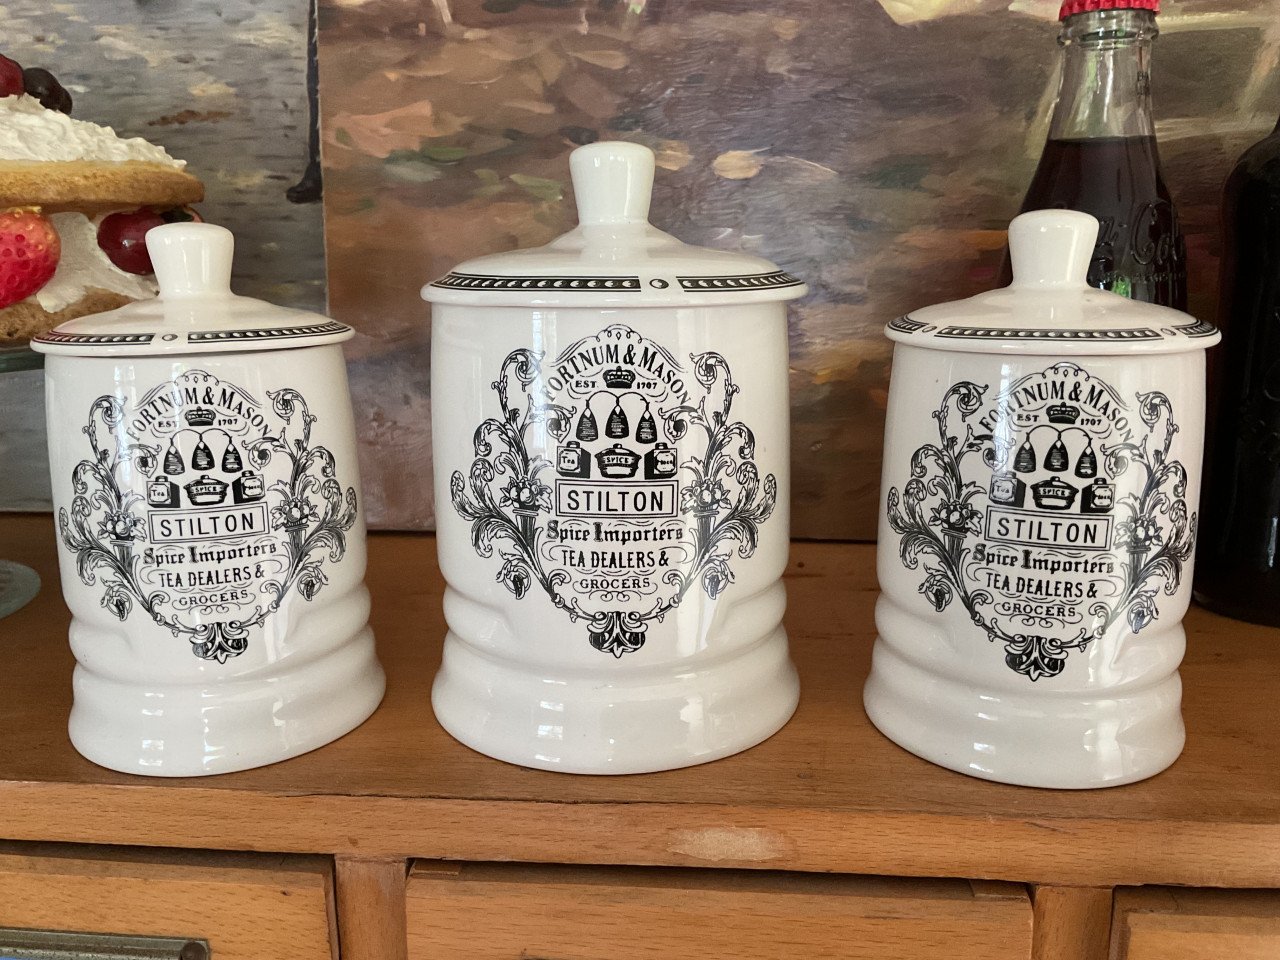 FORTNUM & MASON
EST. 1707
Tea SPICE
STILTON
Spice Importers
TEA DEALERS &
GROCERS
FORTNUM & MASON
EST. 1707
Tea SPICE
STILTON
Spice Importers
TEA DEALERS &
GROCERS
FORTNUM & MASON
EST 1707
Tea SPICE
STILTON
Spice Importers
TEA DEALERS &
GROCERS